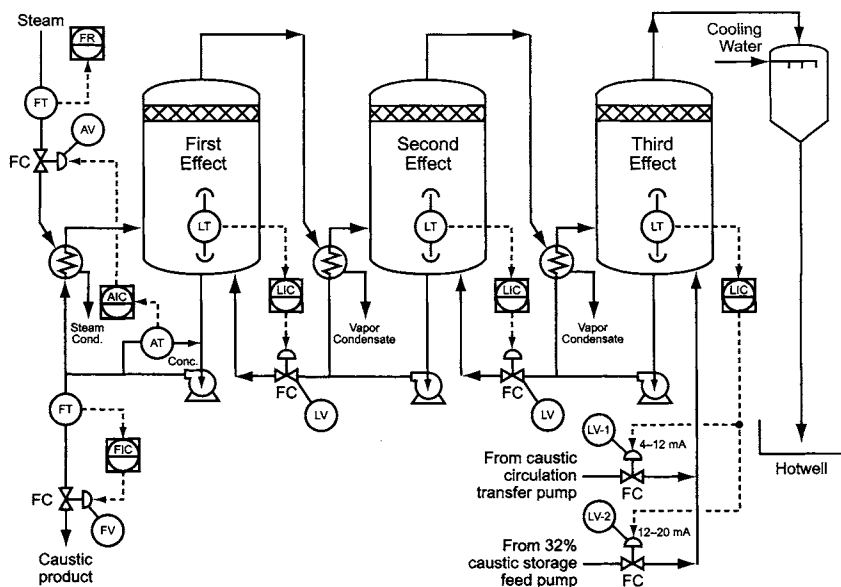 Steam
FR
FT
AV
FC
First
Effect
LT
LIC
AIC
AT
Steam
Cond.
Conc.
FT
FIC
FC
FV
Caustic
product
Second
Effect
LT
LIC
Vapor
Condensate
FC
LV
Third
Effect
LT
LIC
Vapor
Condensate
FC
LV
Cooling
Water
Hotwell
LV-1
4–12 mA
From caustic
circulation
transfer pump
FC
LV-2
12–20 mA
From 32%
caustic storage
feed pump
FC